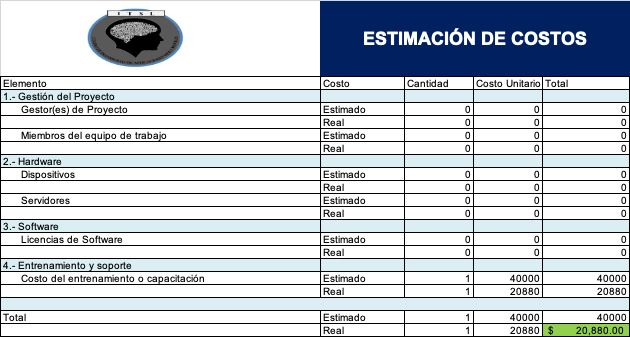 ITSL
ESTIMACIÓN DE COSTOS
Elemento Costo Cantidad Costo Unitario Total
1.- Gestión del Proyecto
Gestor(es) de Proyecto Estimado 0 0 0
Real 0 0 0
Miembros del equipo de trabajo Estimado 0 0 0
Real 0 0 0
2.- Hardware
Dispositivos Estimado 0 0 0
Real 0 0 0
Servidores Estimado 0 0 0
Real 0 0 0
3.- Software
Licencias de Software Estimado 0 0 0
Real 0 0 0
4.- Entrenamiento y soporte
Costo del entrenamiento o capacitación Estimado 1 40000 40000
Real 1 20880 20880
Total Estimado 1 40000 40000
Real 1 20880 $ 20,880.00